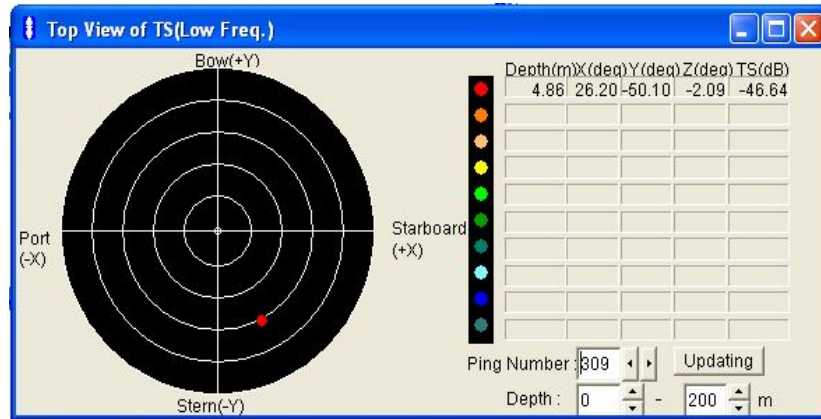 Top View of TS(Low Freq.)
Bow(+Y)
Port
(-X)
Starboard
(+X)
Stern(-Y)
Depth(m) X(deg) Y(deg) Z(deg) TS(dB)
4.86 26.20 -50.10 -2.09 -46.64
Ping Number : 309 Updating
Depth : 0 - 200 m